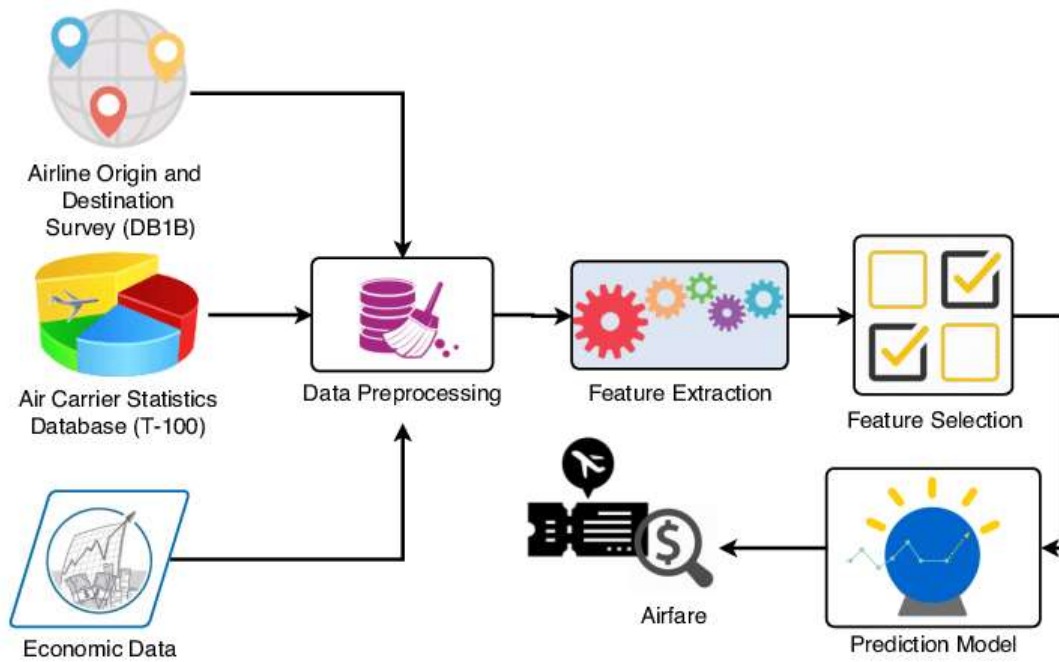 Airline Origin and
Destination
Survey (DB1B)
Air Carrier Statistics
Database (T-100)
Data Preprocessing
Feature Extraction
Feature Selection
$
Airfare
Prediction Model
Economic Data